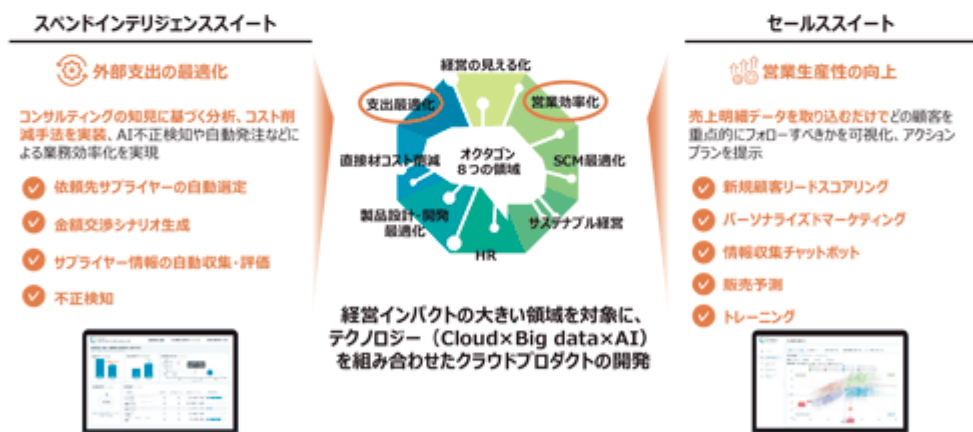 スペンドインテリジェンススイート
外部支出の最適化
コンサルティングの知見に基づく分析、コスト削
減手法を実装、AI不正検知や自動発注などに
よる業務効率化を実現
依頼先サプライヤーの自動選定
金額交渉シナリオ生成
サプライヤー情報の自動収集・評価
不正検知
経営の見える化
支出最適化
営業効率化
直接材コスト削減
オクタゴン
8つの領域
SCM最適化
製品設計・開発
最適化
サステナブル経営
HR
経営インパクトの大きい領域を対象に、
テクノロジー（Cloud×Big data×AI）
を組み合わせたクラウドプロダクトの開発
セールススイート
営業生産性の向上
売上明細データを取り込むだけでどの顧客を
重点的にフォローすべきかを可視化、アクション
プランを提示
新規顧客リードスコアリング
パーソナライズドマーケティング
情報収集チャットボット
販売予測
トレーニング